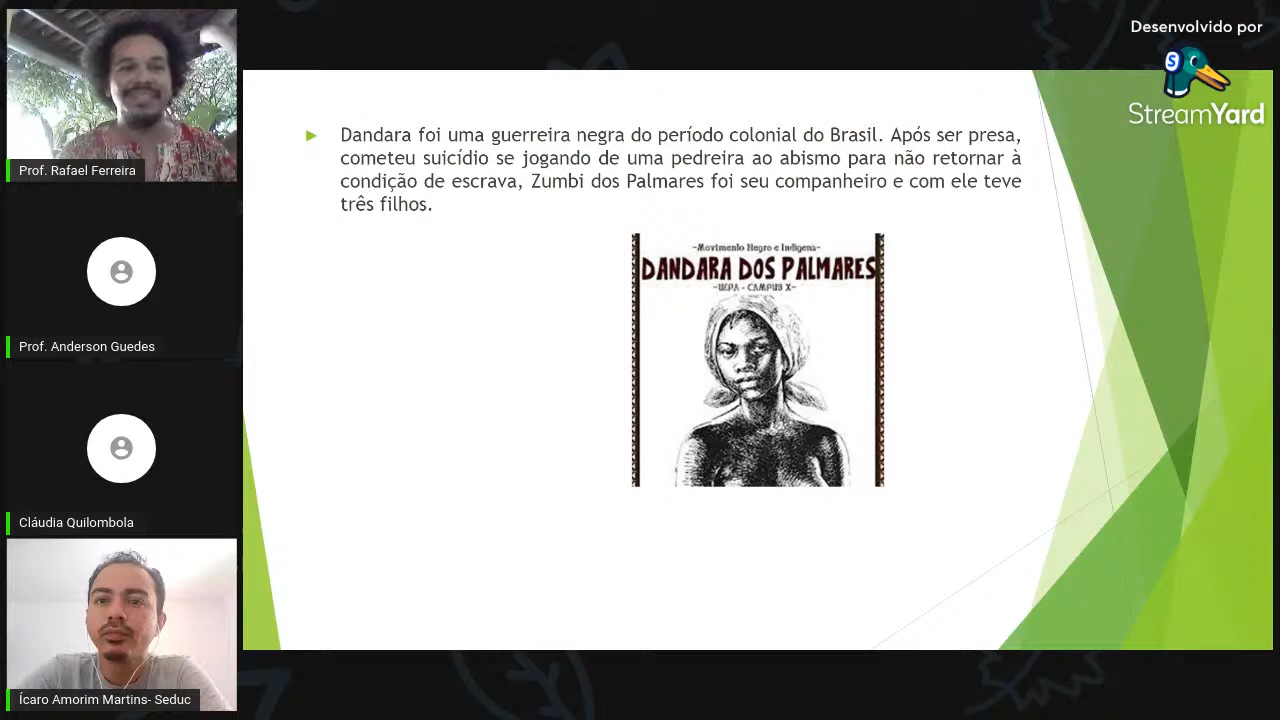 Desenvolvido por
S
StreamYard
Prof. Rafael Ferreira
Prof. Anderson Guedes
Cláudia Quilombola
Ícaro Amorim Martins- Seduc
Dandara foi uma guerreira negra do período colonial do Brasil. Após ser presa,
cometeu suicídio se jogando de uma pedreira ao abismo para não retornar à
condição de escrava, Zumbi dos Palmares foi seu companheiro e com ele teve
três filhos.
~Movimento Negro e Indígena~
DANDARA DOS PALMARES
~UEPA - CAMPUS X~